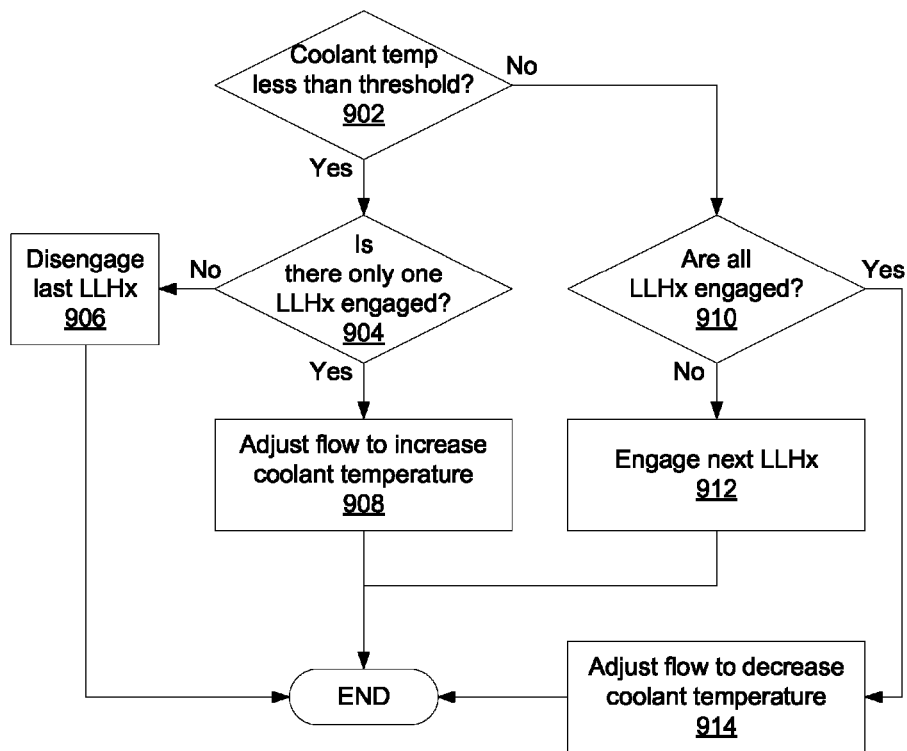 Coolant temp
less than threshold?
902
No
Yes
Is
there only one
LLHx engaged?
904
No
Disengage
last LLHx
906
Yes
Are all
LLHx engaged?
910
Yes
No
Adjust flow to increase
coolant temperature
908
Engage next LLHx
912
END
Adjust flow to decrease
coolant temperature
914